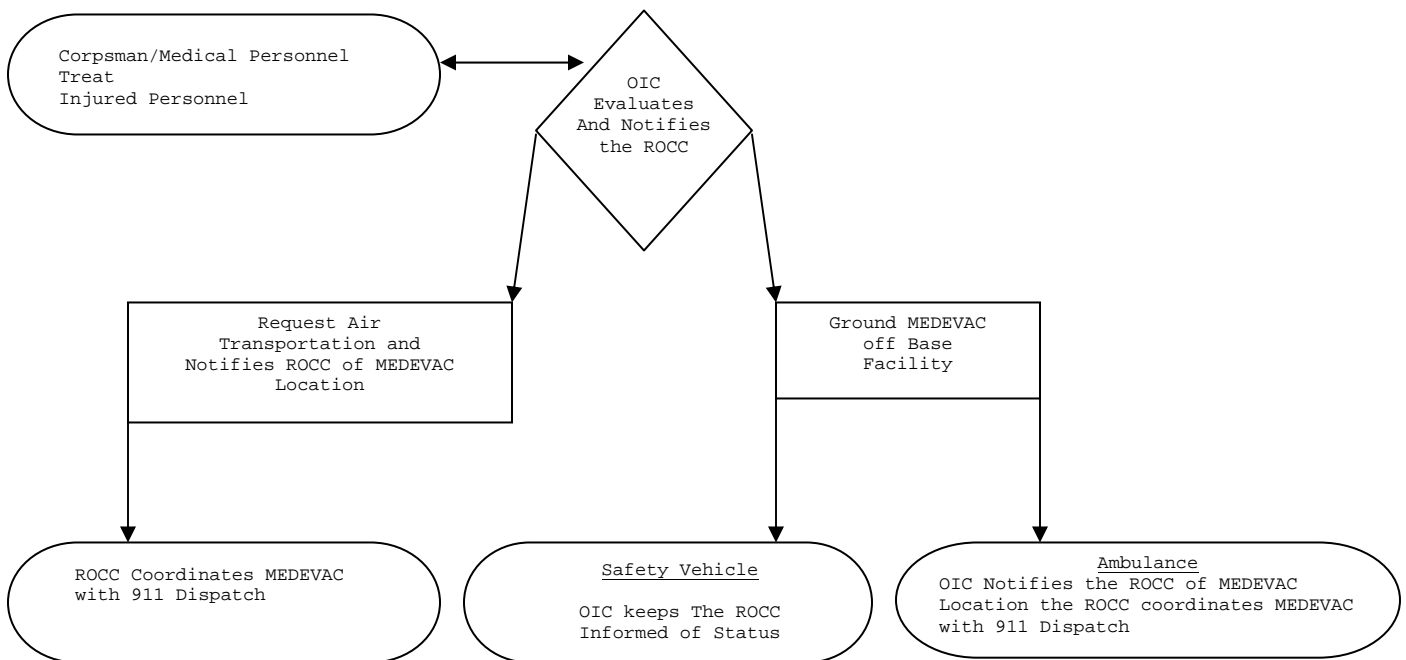 Corpsman/Medical Personnel
Treat
Injured Personnel
OIC
Evaluates
And Notifies
the ROCC
Request Air
Transportation and
Notifies ROCC of MEDEVAC
Location
Ground MEDEVAC
off Base
Facility
ROCC Coordinates MEDEVAC
with 911 Dispatch
Safety Vehicle
OIC keeps The ROCC
Informed of Status
Ambulance
OIC Notifies the ROCC of MEDEVAC
Location the ROCC coordinates MEDEVAC
with 911 Dispatch